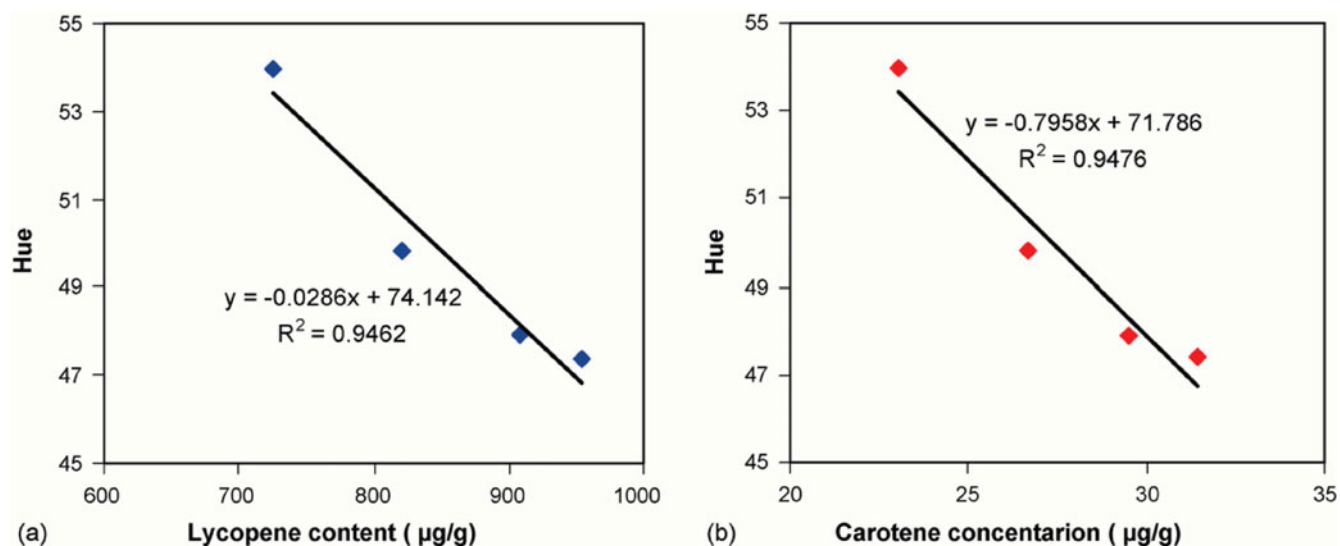 55
53
51
49
47
45
Hue
y = -0.0286x + 74.142
R² = 0.9462
600 700 800 900 1000
(a) Lycopene content ( µg/g)
55
53
51
49
47
45
Hue
y = -0.7958x + 71.786
R² = 0.9476
20 25 30 35
(b) Carotene concentarion ( µg/g)